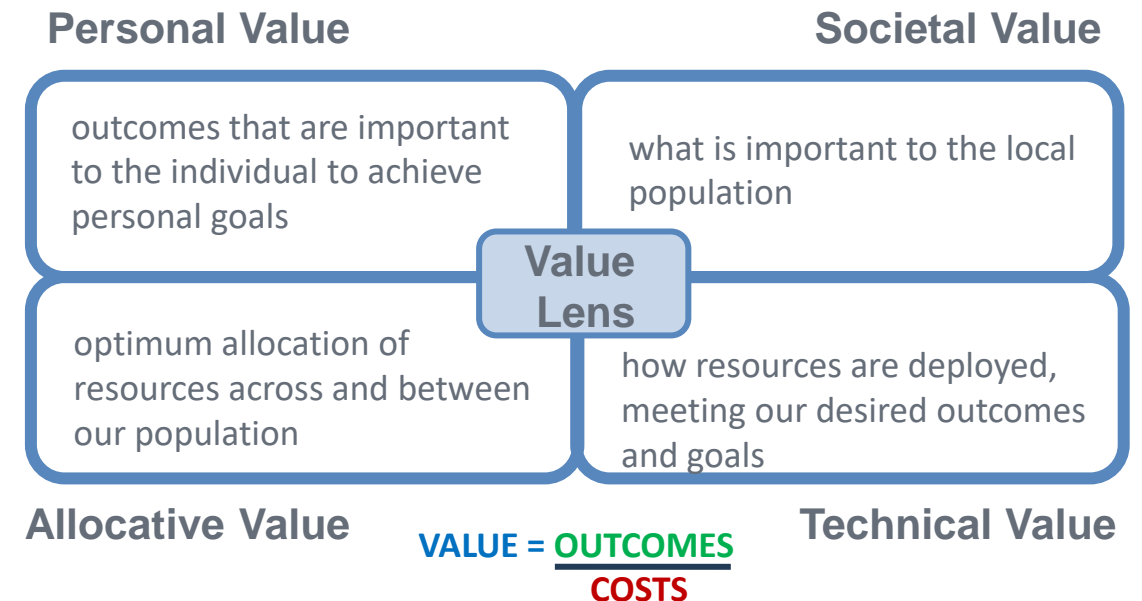 Personal Value
Societal Value
outcomes that are important
to the individual to achieve
personal goals
what is important to the local
population
Value
Lens
optimum allocation of
resources across and between
our population
how resources are deployed,
meeting our desired outcomes
and goals
Allocative Value
Technical Value
VALUE = OUTCOMES
COSTS